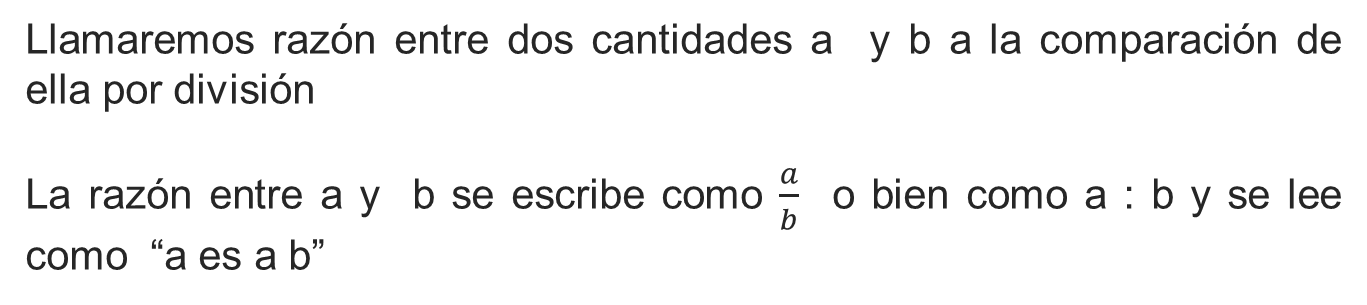 Llamaremos razón entre dos cantidades a y b a la comparación de
ella por división
La razón entre a y b se escribe como a/b o bien como a : b y se lee
como “a es a b”